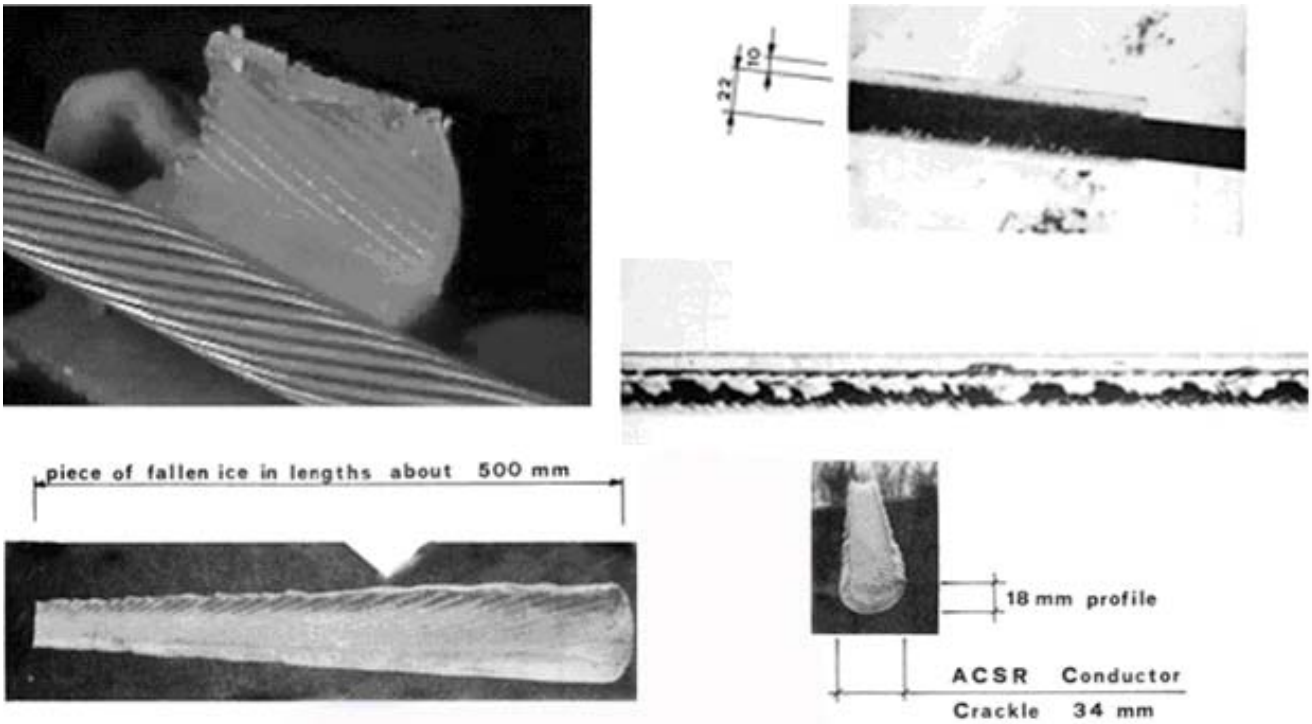 10
22
piece of fallen ice in lengths about 500 mm
18 mm profile
ACSR Conductor
Crackle 34 mm